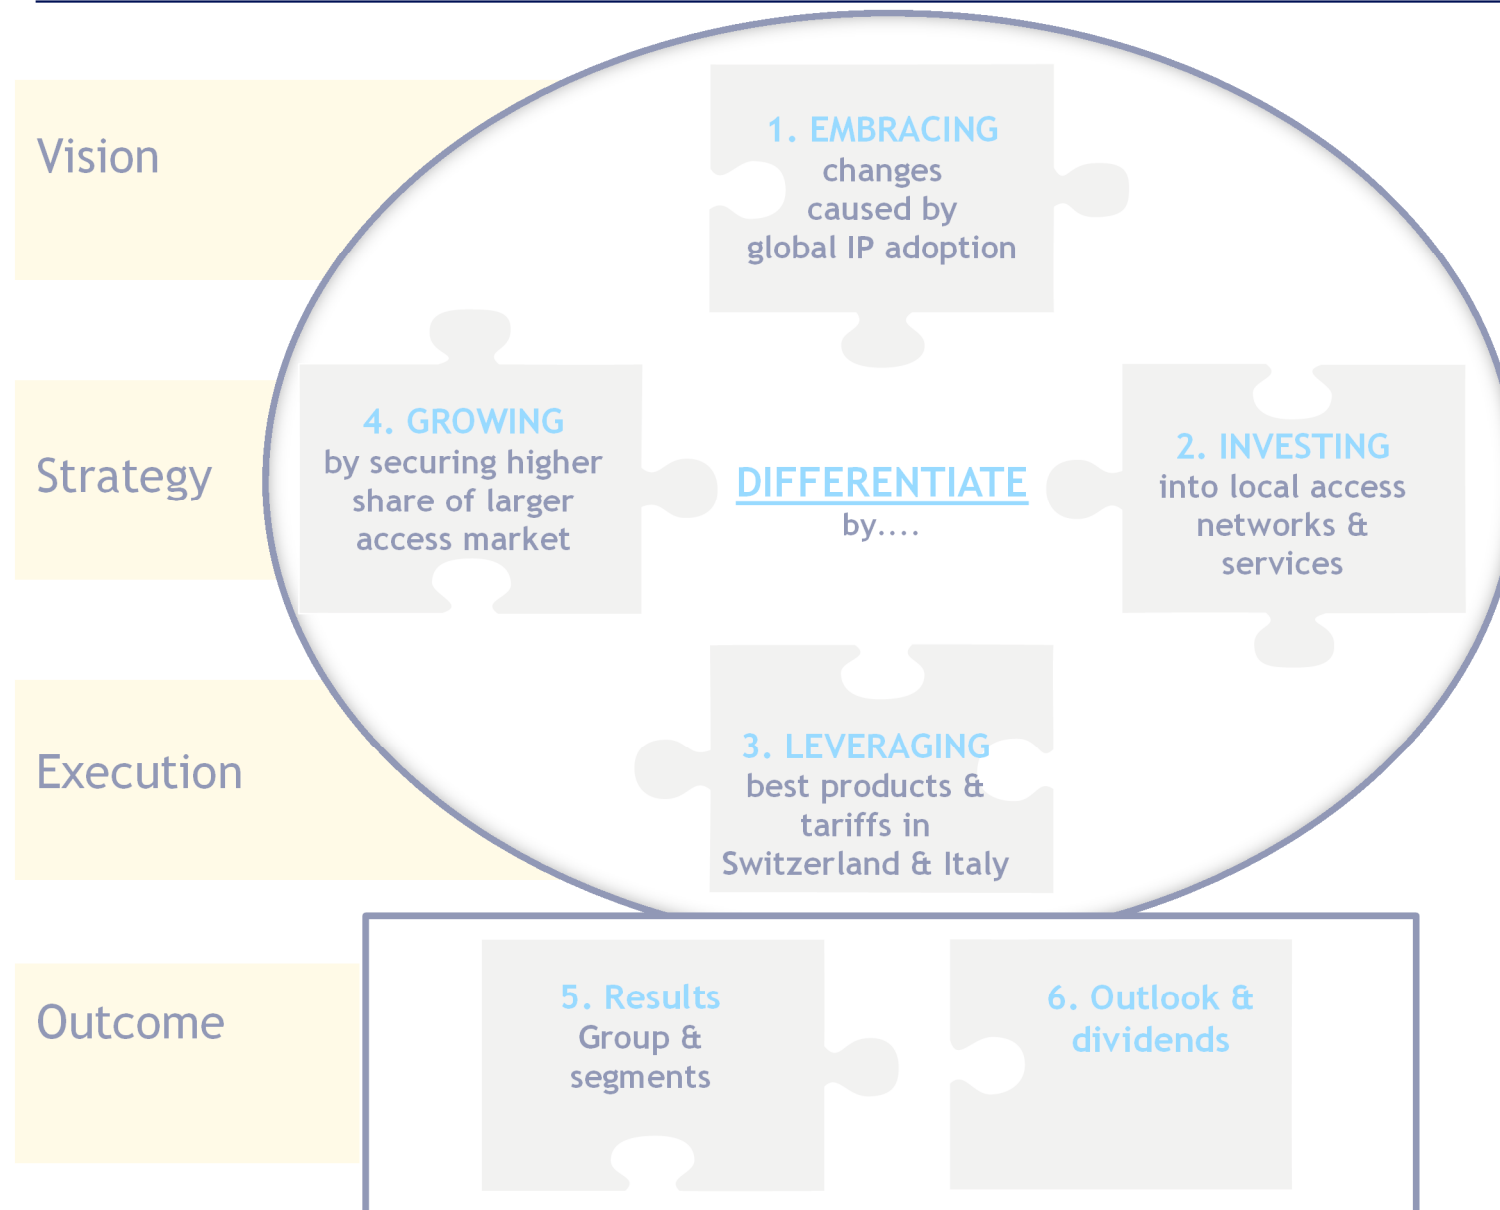 Vision
1. EMBRACING
changes
caused by
global IP adoption
Strategy
4. GROWING
by securing higher
share of larger
access market
DIFFERENTIATE
by....
2. INVESTING
into local access
networks &
services
Execution
3. LEVERAGING
best products &
tariffs in
Switzerland & Italy
Outcome
5. Results
Group &
segments
6. Outlook &
dividends